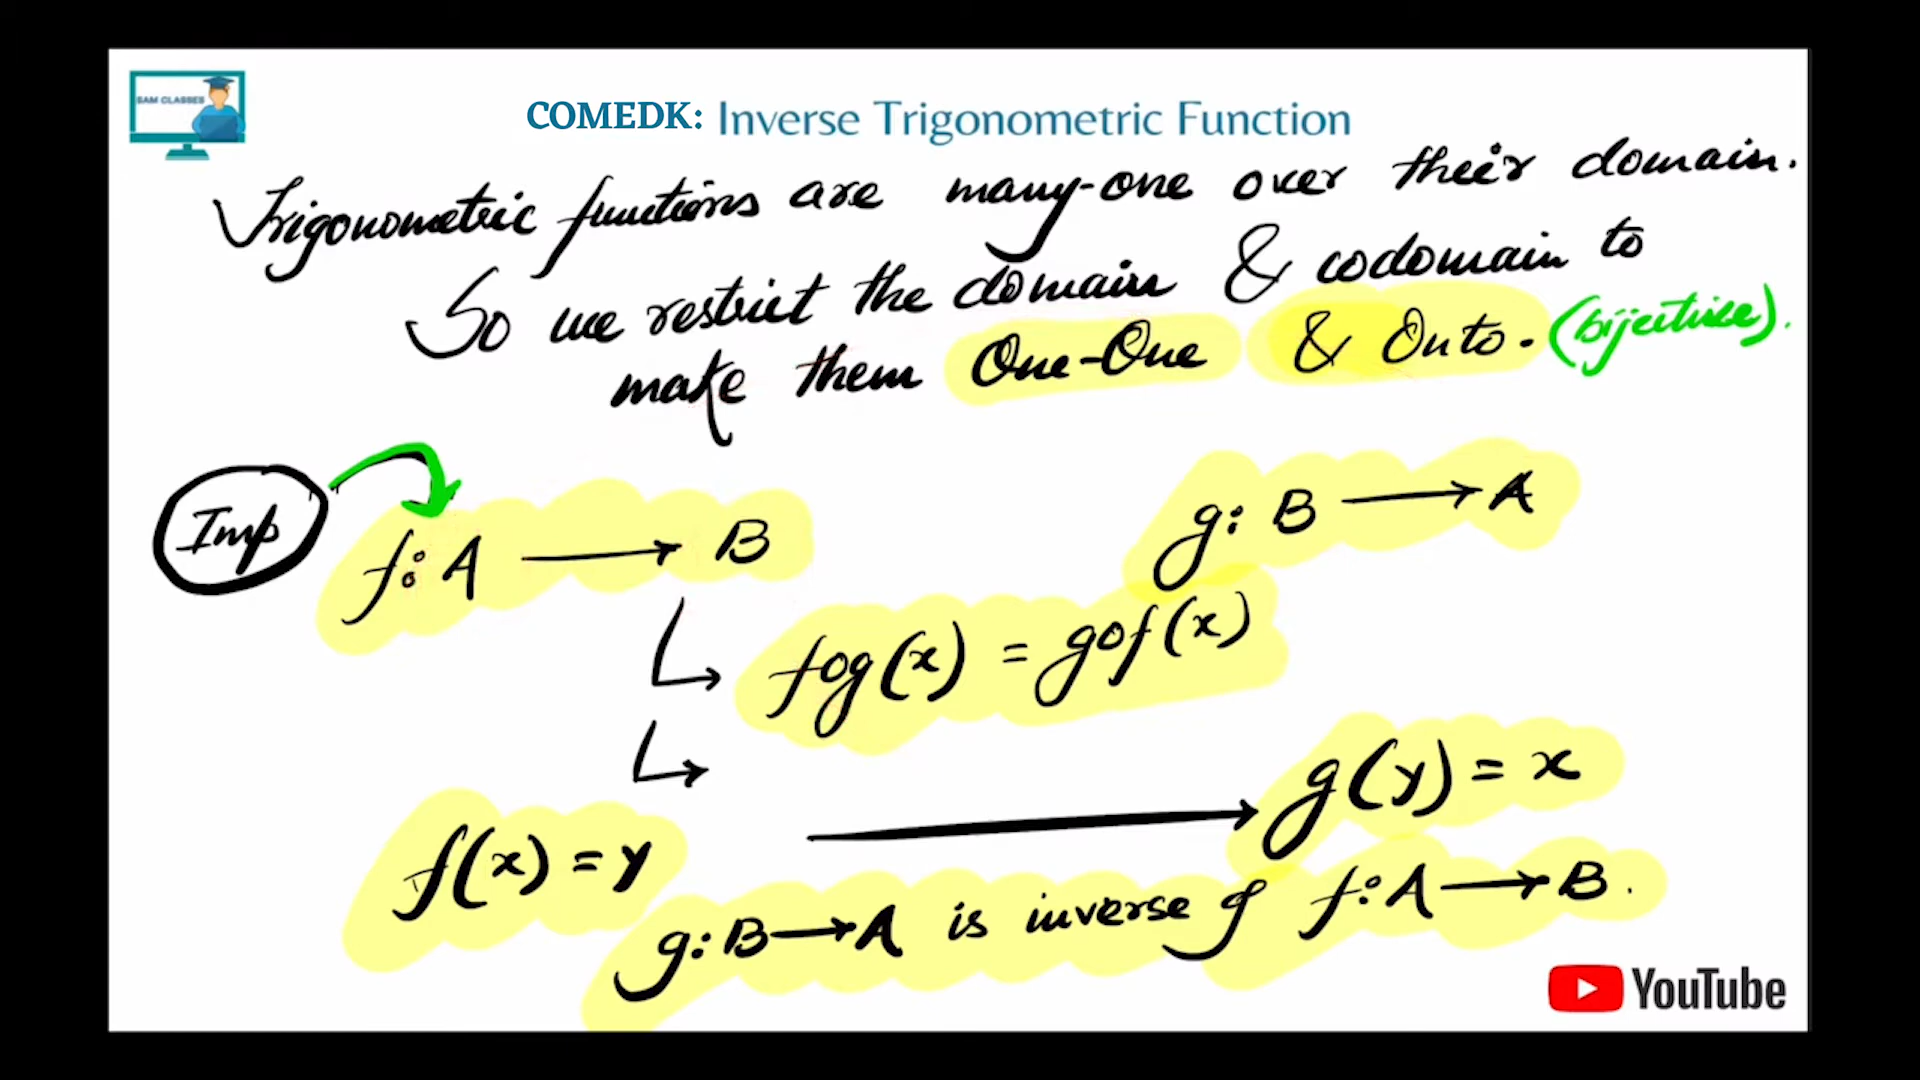 SAM CLASSES
COMEDK: Inverse Trigonometric Function
Trigonometric functions are many-one over their domain.
So we restrict the domain & codomain to
make them One-One & Onto. (bijective).
Imp
f: A → B
g: B → A
fog(x) = gof(x)
f(x) = y → g(y) = x
g: B → A is inverse of f: A → B.
YouTube